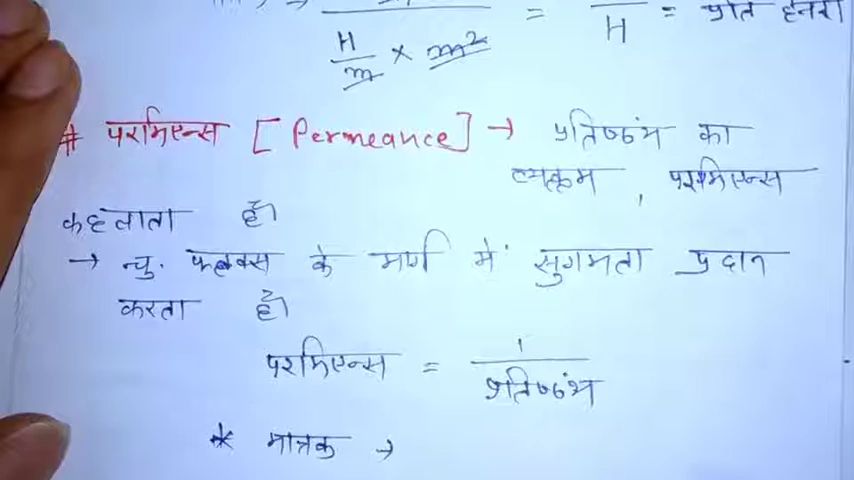 H/m × m² = H = प्रति हेनरी
# परमिएन्स [Permeance] → प्रतिष्ठंभ का
व्युत्क्रम , परमिएन्स
कहलाता है।
→ चु. फ्लक्स के मार्ग में सुगमता प्रदान
करता है।
परमिएन्स = 1/प्रतिष्ठंभ
* मात्रक →